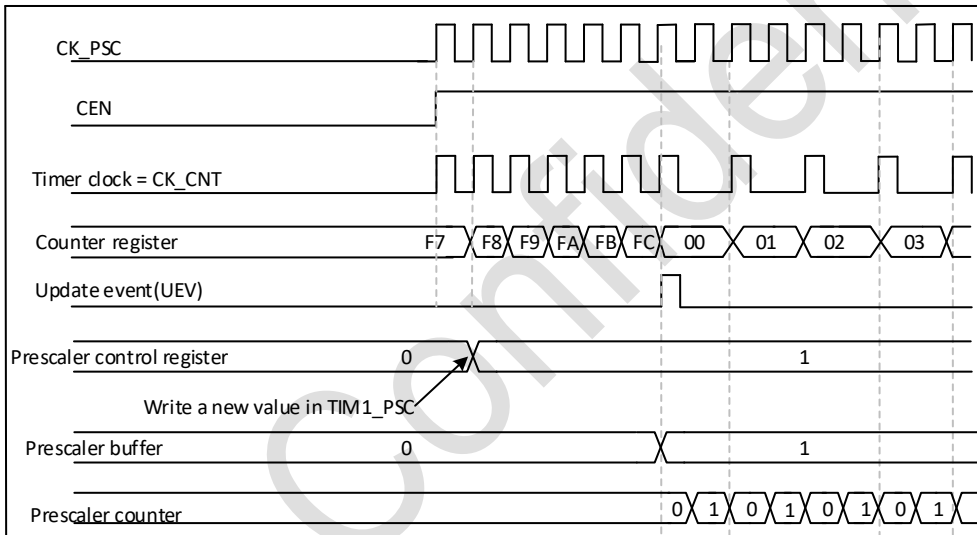 CK_PSC
CEN
Timer clock = CK_CNT
Counter register F7 F8 F9 FA FB FC 00 01 02 03
Update event(UEV)
Prescaler control register 0 1
Write a new value in TIM1_PSC
Prescaler buffer 0 1
Prescaler counter 0 1 0 1 0 1 0 1